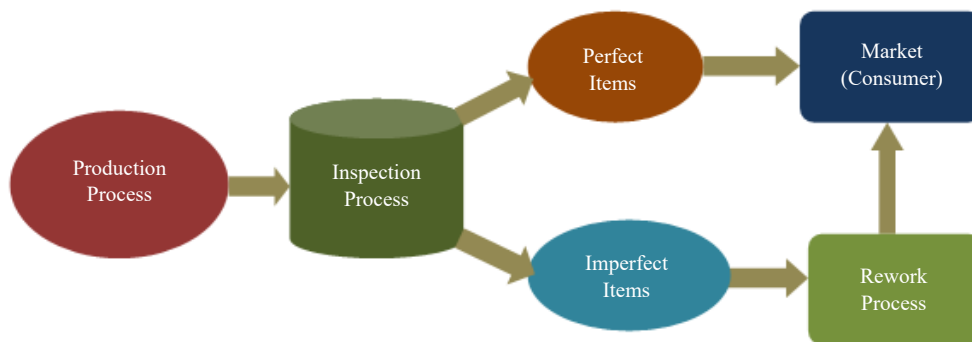 Production
Process
Inspection
Process
Perfect
Items
Market
(Consumer)
Imperfect
Items
Rework
Process